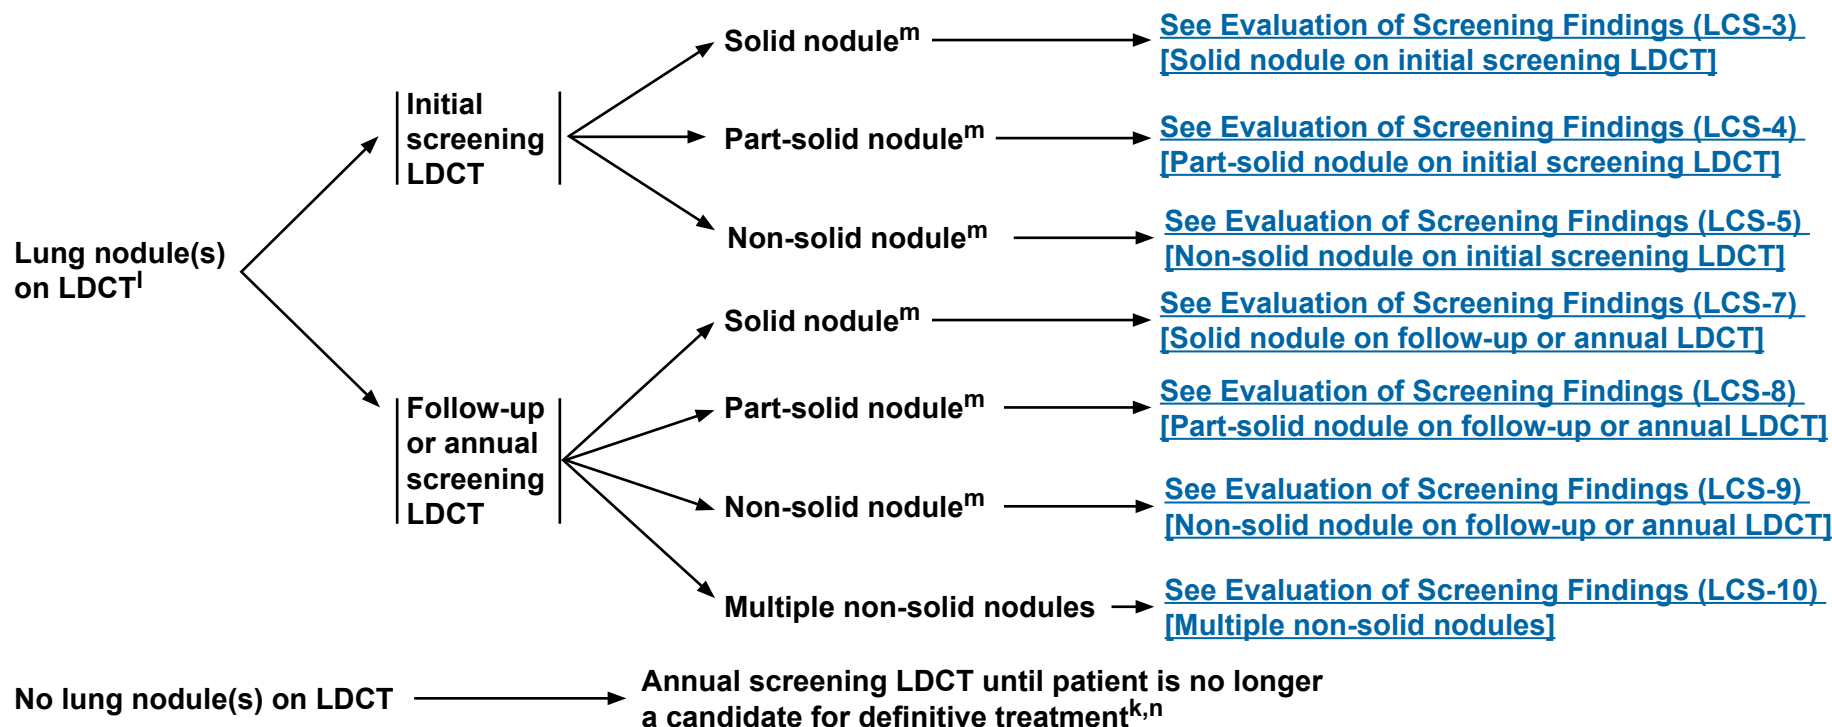 Lung nodule(s)
on LDCTl
Initial
screening
LDCT
Solid nodulem
See Evaluation of Screening Findings (LCS-3)
[Solid nodule on initial screening LDCT]
Part-solid nodulem
See Evaluation of Screening Findings (LCS-4)
[Part-solid nodule on initial screening LDCT]
Non-solid nodulem
See Evaluation of Screening Findings (LCS-5)
[Non-solid nodule on initial screening LDCT]
Follow-up
or annual
screening
LDCT
Solid nodulem
See Evaluation of Screening Findings (LCS-7)
[Solid nodule on follow-up or annual LDCT]
Part-solid nodulem
See Evaluation of Screening Findings (LCS-8)
[Part-solid nodule on follow-up or annual LDCT]
Non-solid nodulem
See Evaluation of Screening Findings (LCS-9)
[Non-solid nodule on follow-up or annual LDCT]
Multiple non-solid nodules
See Evaluation of Screening Findings (LCS-10)
[Multiple non-solid nodules]
No lung nodule(s) on LDCT
Annual screening LDCT until patient is no longer
a candidate for definitive treatmentk,n